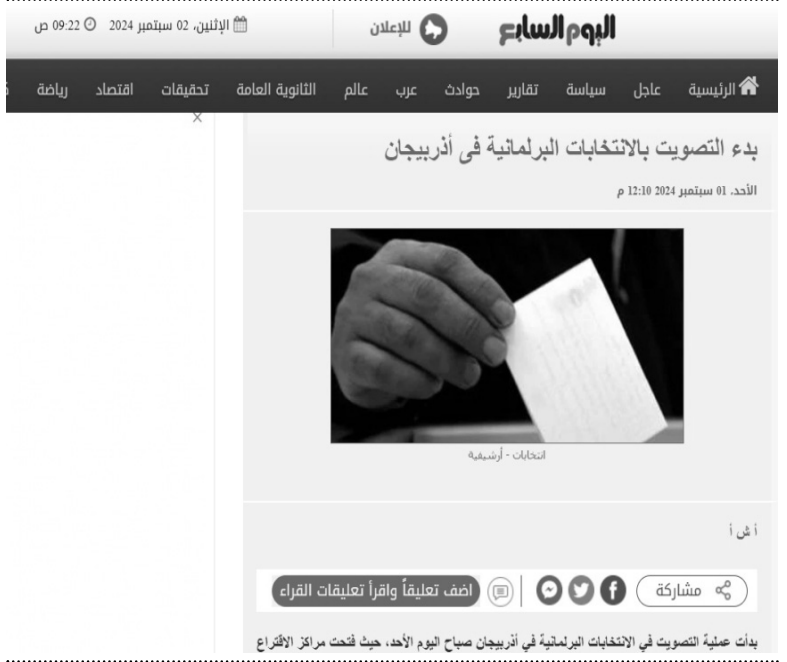 اليوم السابع
للإعلان
الإثنين، 02 سبتمبر 2024 09:22 ص
الرئيسية عاجل سياسة تقارير حوادث عرب عالم الثانوية العامة تحقيقات اقتصاد رياضة
بدء التصويت بالانتخابات البرلمانية فى أذربيجان
الأحد، 01 سبتمبر 2024 12:10 م
انتخابات - أرشيفية
أ ش أ
مشاركة
اضف تعليقاً واقرأ تعليقات القراء
بدأت عملية التصويت في الانتخابات البرلمانية في أذربيجان صباح اليوم الأحد، حيث فتحت مراكز الاقتراع